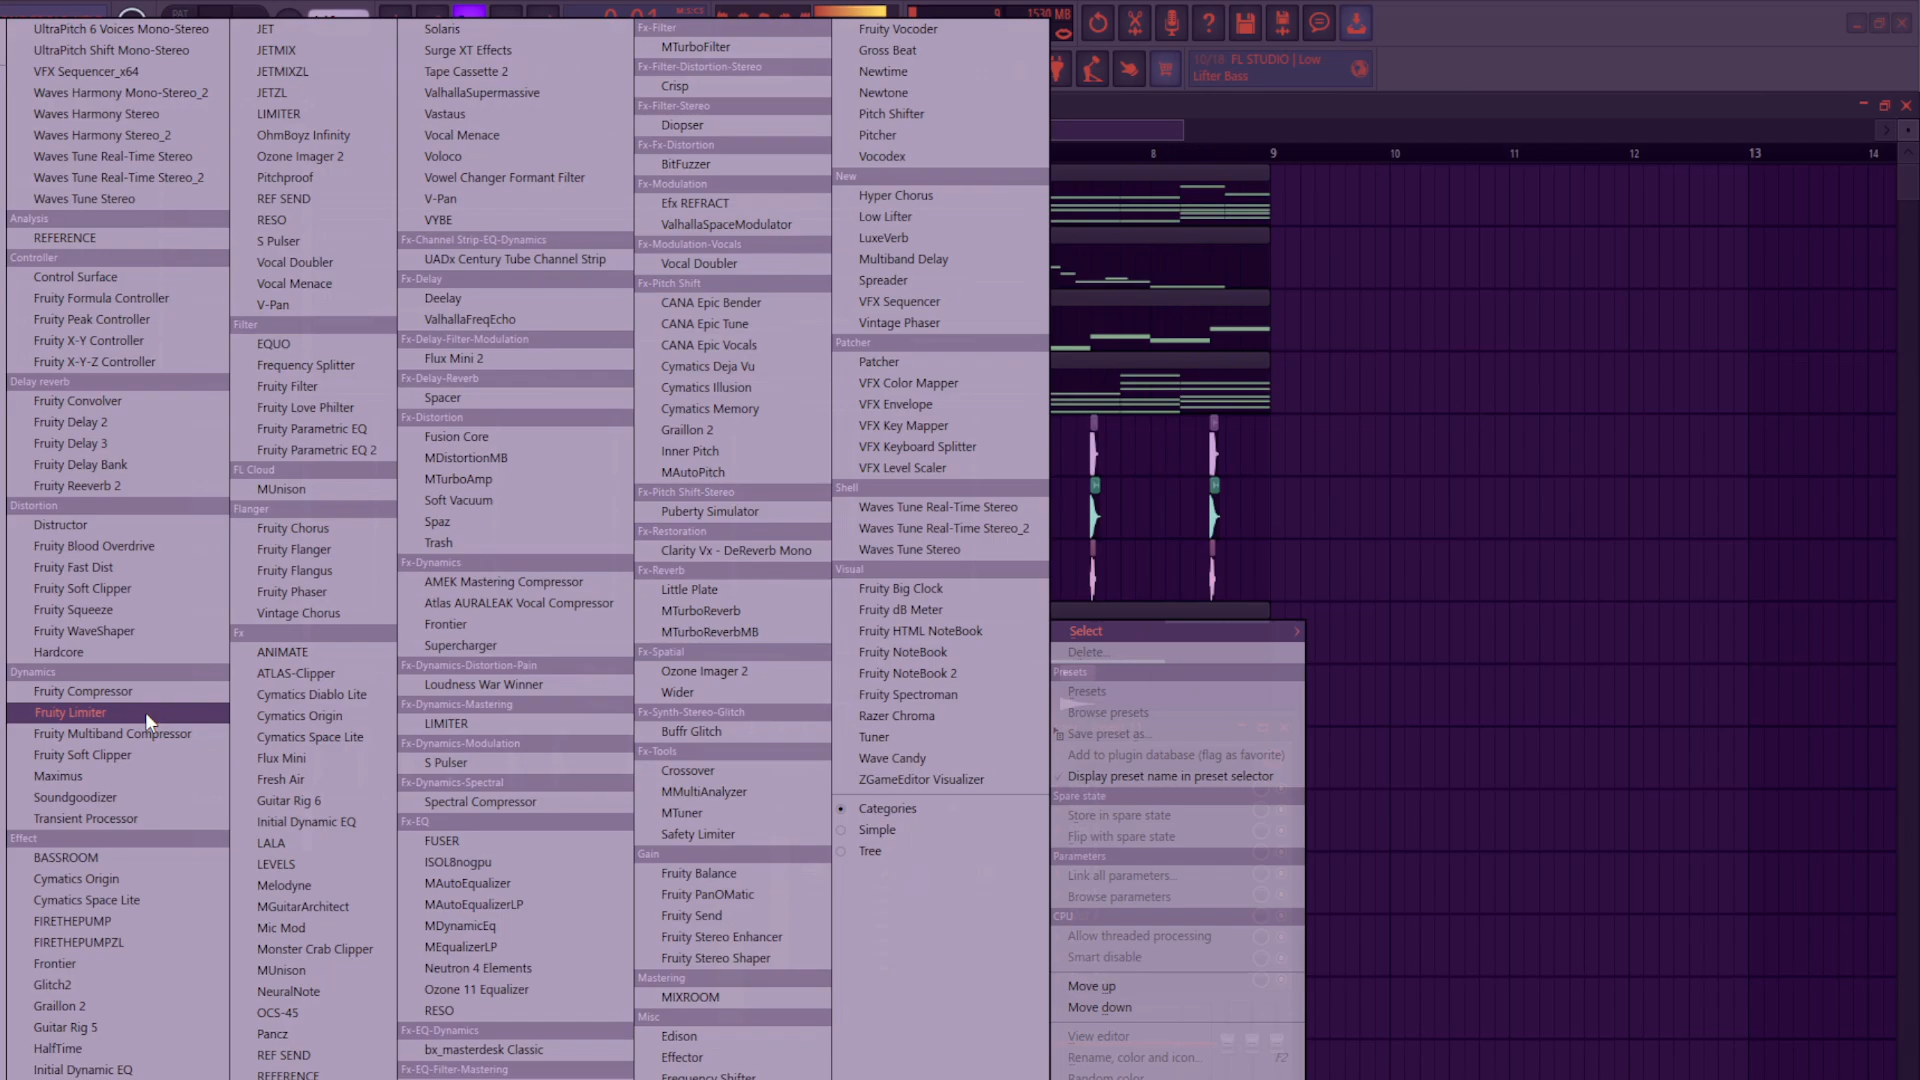 UltraPitch 6 Voices Mono-Stereo
UltraPitch Shift Mono-Stereo
VFX Sequencer_x64
Waves Harmony Mono-Stereo_2
Waves Harmony Stereo
Waves Harmony Stereo_2
Waves Tune Real-Time Stereo
Waves Tune Real-Time Stereo_2
Waves Tune Stereo
Analysis
REFERENCE
Controller
Control Surface
Fruity Formula Controller
Fruity Peak Controller
Fruity X-Y Controller
Fruity X-Y-Z Controller
Delay reverb
Fruity Convolver
Fruity Delay 2
Fruity Delay 3
Fruity Delay Bank
Fruity Reeverb 2
Distortion
Distructor
Fruity Blood Overdrive
Fruity Fast Dist
Fruity Soft Clipper
Fruity Squeeze
Fruity WaveShaper
Hardcore
Dynamics
Fruity Compressor
Fruity Limiter
Fruity Multiband Compressor
Fruity Soft Clipper
Maximus
Soundgoodizer
Transient Processor
Effect
BASSROOM
Cymatics Origin
Cymatics Space Lite
FIRETHEPUMP
FIRETHEPUMPZL
Frontier
Glitch2
Graillon 2
Guitar Rig 5
HalfTime
Initial Dynamic EQ
JET
JETMIX
JETMIXZL
JETZL
LIMITER
OhmBoyz Infinity
Ozone Imager 2
Pitchproof
REF SEND
RESO
S Pulser
Vocal Doubler
Vocal Menace
V-Pan
Filter
EQUO
Frequency Splitter
Fruity Filter
Fruity Love Philter
Fruity Parametric EQ
Fruity Parametric EQ 2
FL Cloud
MUnison
Flanger
Fruity Chorus
Fruity Flanger
Fruity Flangus
Fruity Phaser
Vintage Chorus
Fx
ANIMATE
ATLAS-Clipper
Cymatics Diablo Lite
Cymatics Origin
Cymatics Space Lite
Flux Mini
Fresh Air
Guitar Rig 6
Initial Dynamic EQ
LALA
LEVELS
Melodyne
MGuitarArchitect
Mic Mod
Monster Crab Clipper
MUnison
NeuralNote
OCS-45
Pancz
REF SEND
REFERENCE
Solaris
Surge XT Effects
Tape Cassette 2
ValhallaSupermassive
Vastaus
Vocal Menace
Voloco
Vowel Changer Formant Filter
V-Pan
VYBE
Fx-Channel Strip-EQ-Dynamics
UADx Century Tube Channel Strip
Fx-Delay
Deelay
ValhallaFreqEcho
Fx-Delay-Filter-Modulation
Flux Mini 2
Fx-Delay-Reverb
Spacer
Fx-Distortion
Fusion Core
MDistortionMB
MTurboAmp
Soft Vacuum
Spaz
Trash
Fx-Dynamics
AMEK Mastering Compressor
Atlas AURALEAK Vocal Compressor
Frontier
Supercharger
Fx-Dynamics-Distortion-Pain
Loudness War Winner
Fx-Dynamics-Mastering
LIMITER
Fx-Dynamics-Modulation
S Pulser
Fx-Dynamics-Spectral
Spectral Compressor
Fx-EQ
FUSER
ISOL8nogpu
MAutoEqualizer
MAutoEqualizerLP
MDynamicEq
MEqualizerLP
Neutron 4 Elements
Ozone 11 Equalizer
RESO
Fx-EQ-Dynamics
bx_masterdesk Classic
Fx-EQ-Filter-Mastering
Fx-Filter
MTurboFilter
Fx-Filter-Distortion-Stereo
Crisp
Fx-Filter-Stereo
Diopser
Fx-Fx-Distortion
BitFuzzer
Fx-Modulation
Efx REFRACT
ValhallaSpaceModulator
Fx-Modulation-Vocals
Vocal Doubler
Fx-Pitch Shift
CANA Epic Bender
CANA Epic Tune
CANA Epic Vocals
Cymatics Deja Vu
Cymatics Illusion
Cymatics Memory
Graillon 2
Inner Pitch
MAutoPitch
Fx-Pitch Shift-Stereo
Puberty Simulator
Fx-Restoration
Clarity Vx - DeReverb Mono
Fx-Reverb
Little Plate
MTurboReverb
MTurboReverbMB
Fx-Spatial
Ozone Imager 2
Wider
Fx-Synth-Stereo-Glitch
Buffr Glitch
Fx-Tools
Crossover
MMultiAnalyzer
MTuner
Safety Limiter
Gain
Fruity Balance
Fruity PanOMatic
Fruity Send
Fruity Stereo Enhancer
Fruity Stereo Shaper
Mastering
MIXROOM
Misc
Edison
Effector
Frequency Shifter
Fruity Vocoder
Gross Beat
Newtime
Newtone
Pitch Shifter
Pitcher
Vocodex
New
Hyper Chorus
Low Lifter
LuxeVerb
Multiband Delay
Spreader
VFX Sequencer
Vintage Phaser
Patcher
Patcher
VFX Color Mapper
VFX Envelope
VFX Key Mapper
VFX Keyboard Splitter
VFX Level Scaler
Shell
Waves Tune Real-Time Stereo
Waves Tune Real-Time Stereo_2
Waves Tune Stereo
Visual
Fruity Big Clock
Fruity dB Meter
Fruity HTML NoteBook
Fruity NoteBook
Fruity NoteBook 2
Fruity Spectroman
Razer Chroma
Tuner
Wave Candy
ZGameEditor Visualizer
Categories
Simple
Tree
9 1530 MB
10/18 FL STUDIO | Low
Lifter Bass
8 9 10 11 12 13 14
Select
Delete...
Presets
Presets
Browse presets
Save preset as...
Add to plugin database (flag as favorite)
Display preset name in preset selector
Spare state
Store in spare state
Flip with spare state
Parameters
Link all parameters...
Browse parameters
CPU
Allow threaded processing
Smart disable
Move up
Move down
View editor
Rename, color and icon... F2
Random color